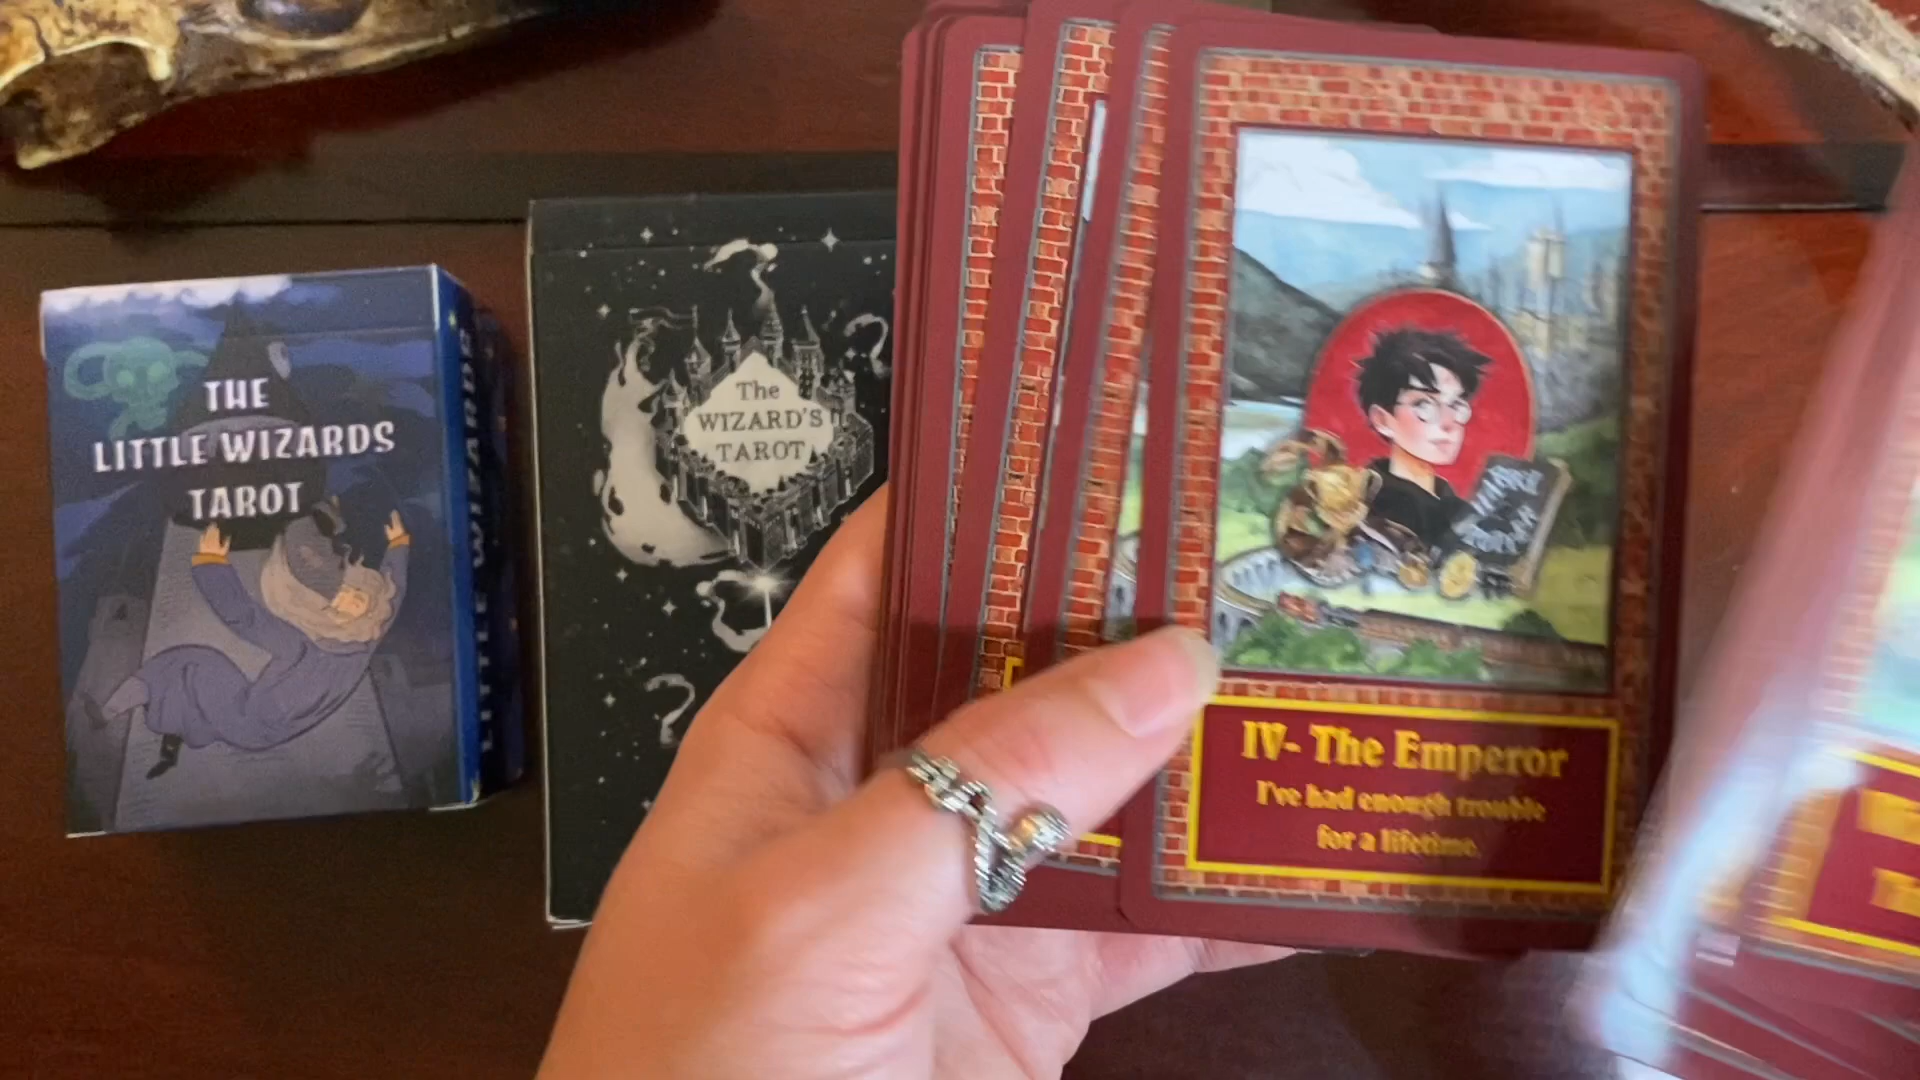 THE
LITTLE WIZARDS
TAROT
LITTLE WIZARDS
The
WIZARD'S
TAROT
IV- The Emperor
I've had enough trouble
for a lifetime.